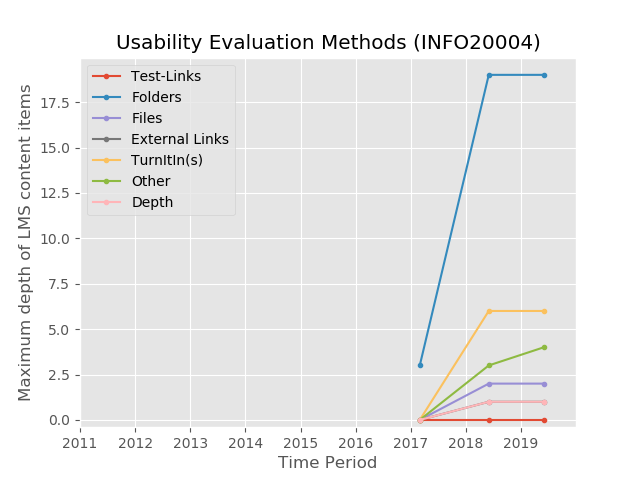 Usability Evaluation Methods (INFO20004)
Maximum depth of LMS content items
17.5
15.0
12.5
10.0
7.5
5.0
2.5
0.0
Test-Links
Folders
Files
External Links
TurnItIn(s)
Other
Depth
2011 2012 2013 2014 2015 2016 2017 2018 2019
Time Period